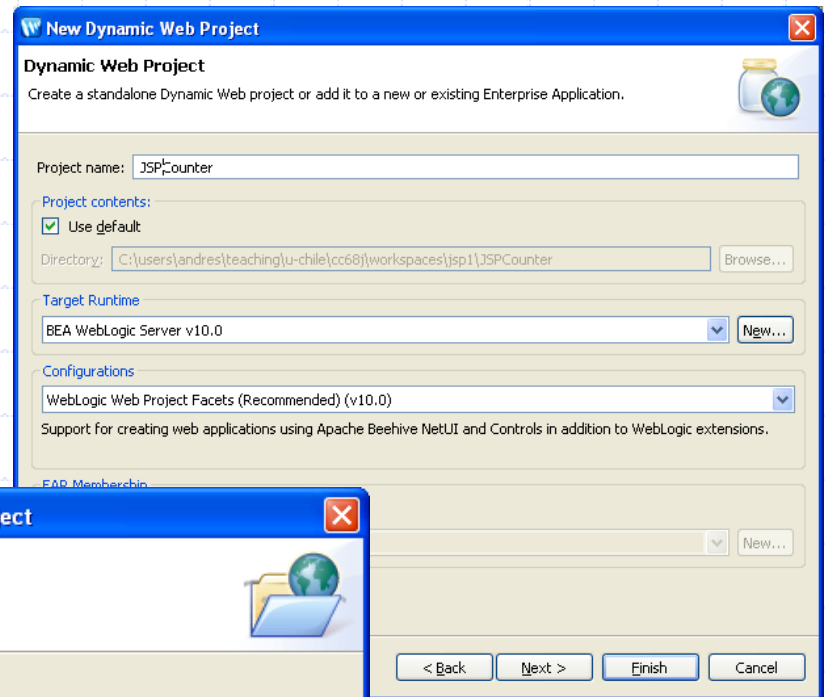 New Dynamic Web Project
Dynamic Web Project
Create a standalone Dynamic Web project or add it to a new or existing Enterprise Application.
Project name: JSPCounter
Project contents:
Use default
Directory: C:\users\andres\teaching\u-chile\cc68j\workspaces\jsp1\JSPCounter Browse...
Target Runtime
BEA WebLogic Server v10.0 New...
Configurations
WebLogic Web Project Facets (Recommended) (v10.0)
Support for creating web applications using Apache Beehive NetUI and Controls in addition to WebLogic extensions.
EAR Membership
ect
New...
< Back Next > Finish Cancel